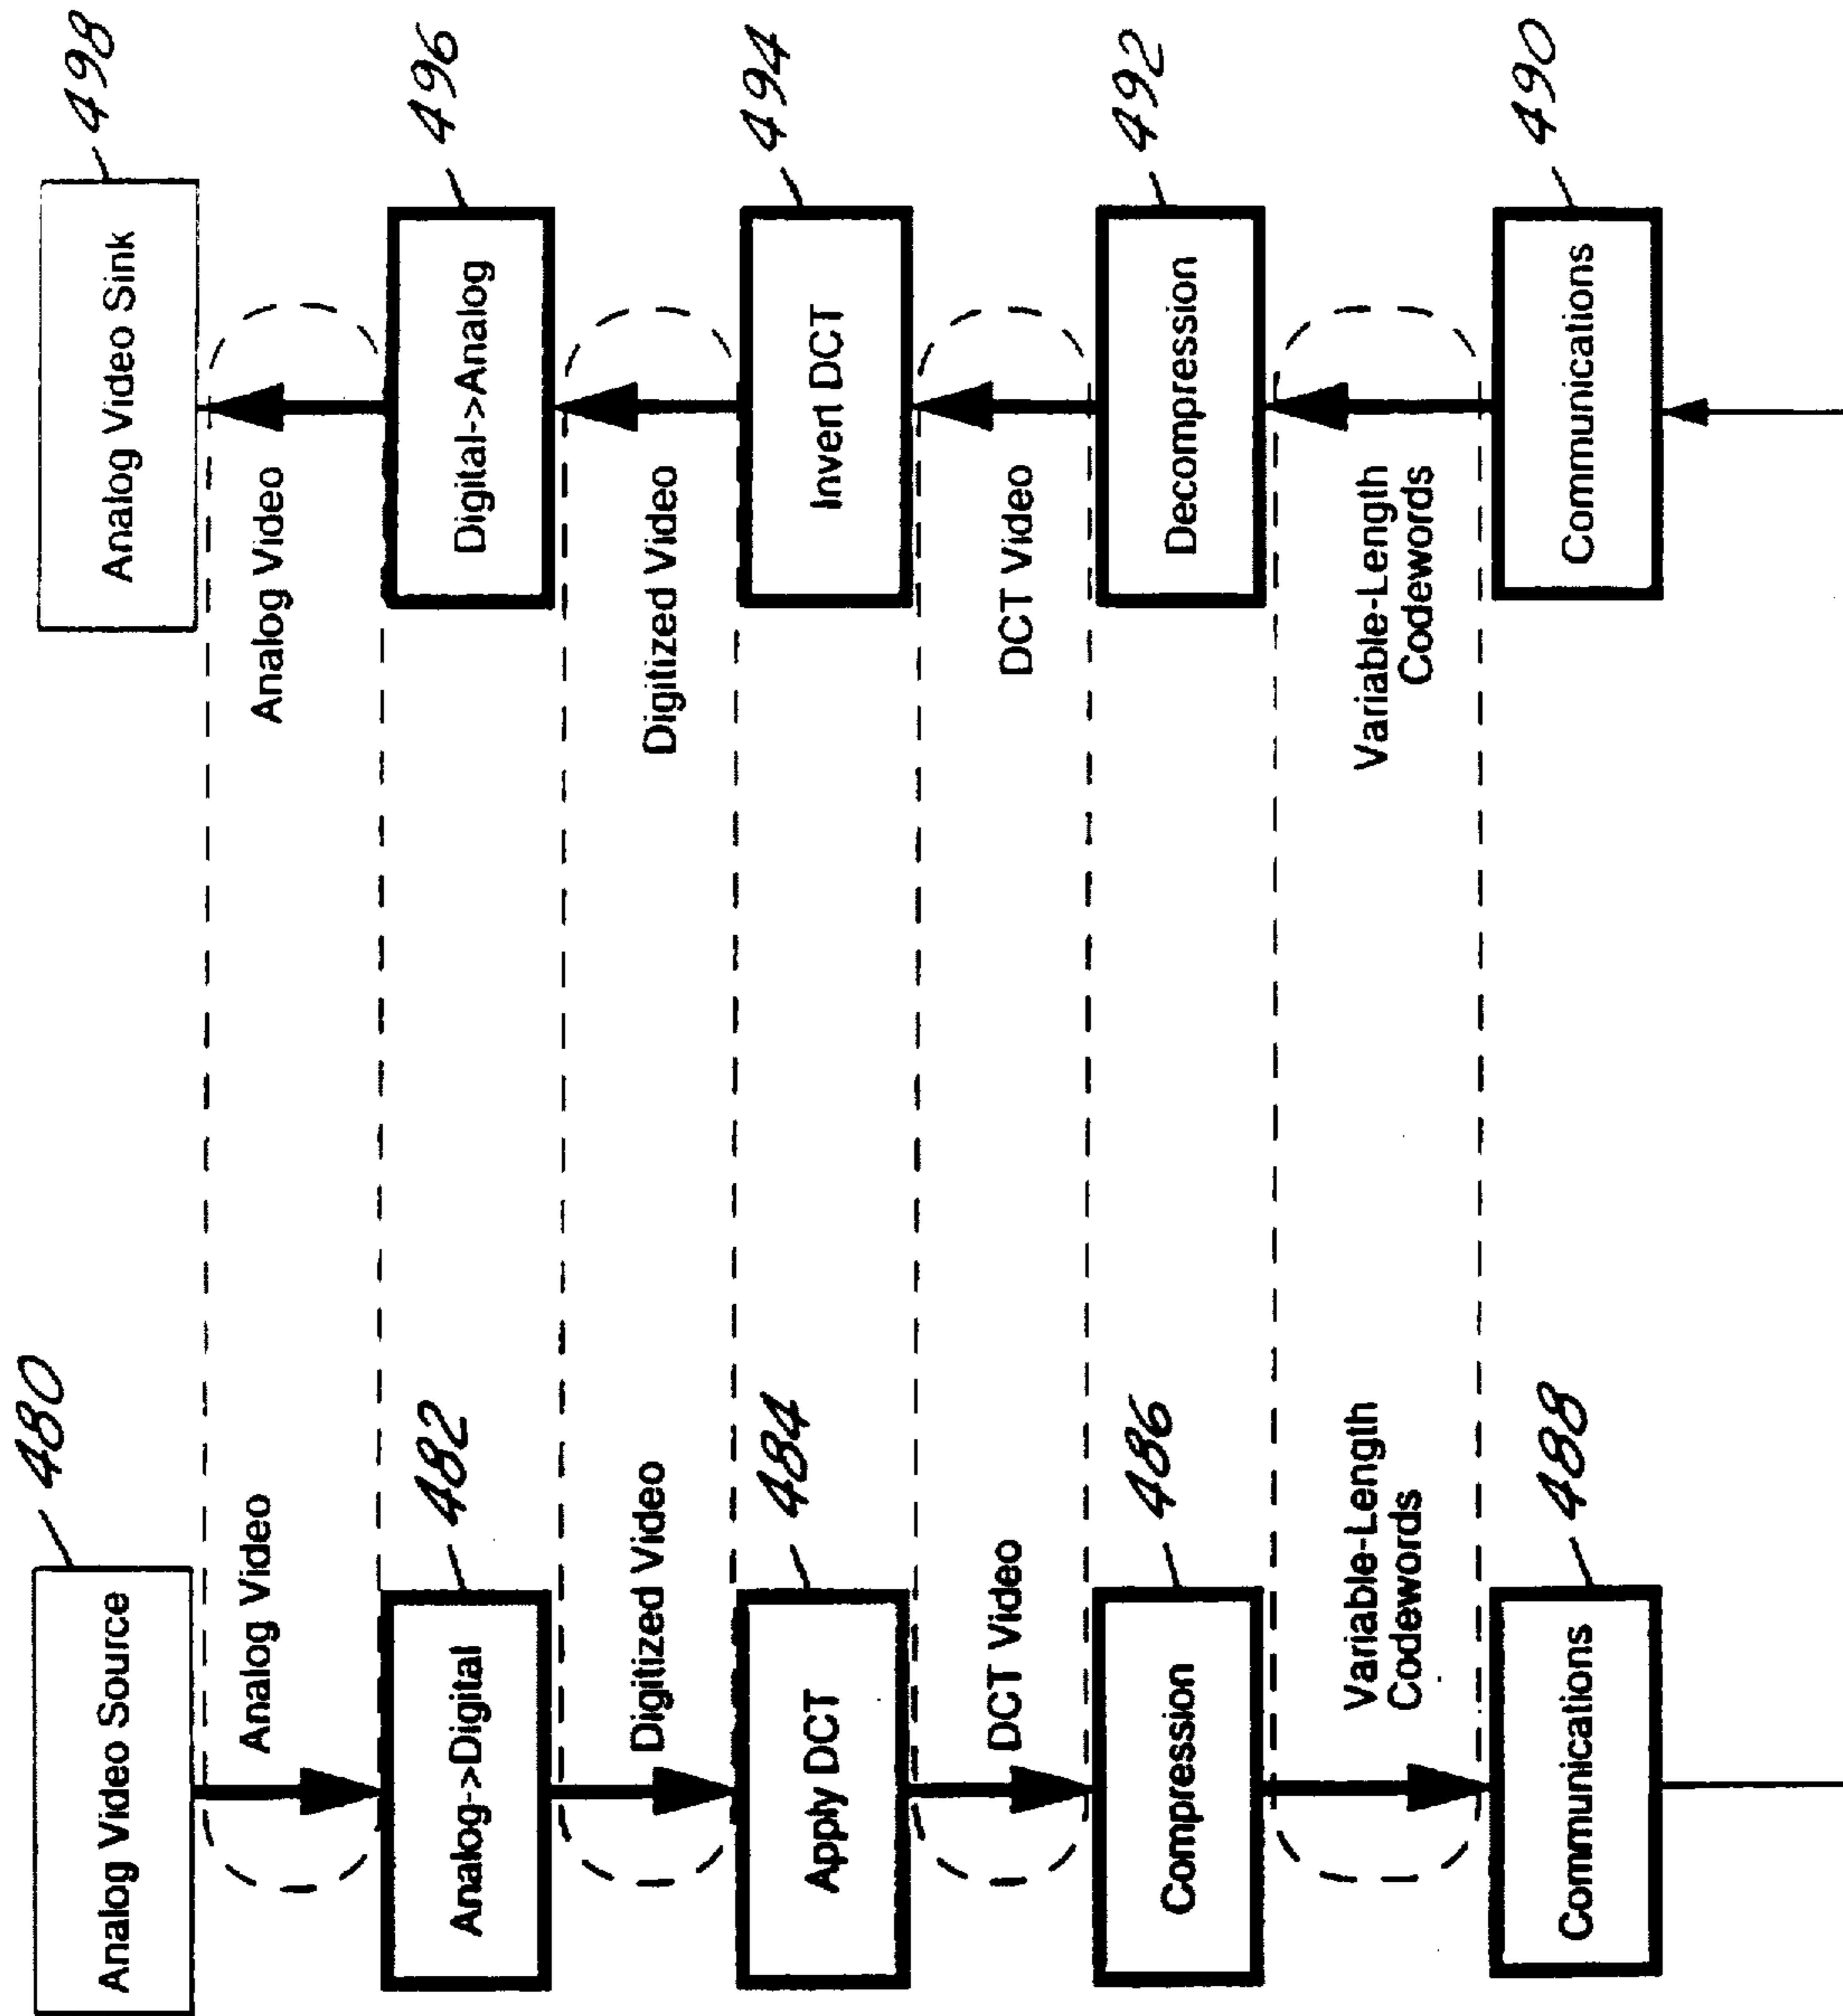 Analog Video Source
480
Analog Video
Analog->Digital
482
Digitized Video
Apply DCT
484
DCT Video
Compression
486
Variable-Length
Codewords
Communications
488
Analog Video Sink
498
Analog Video
Digital->Analog
496
Digitized Video
Invert DCT
494
DCT Video
Decompression
492
Variable-Length
Codewords
Communications
490